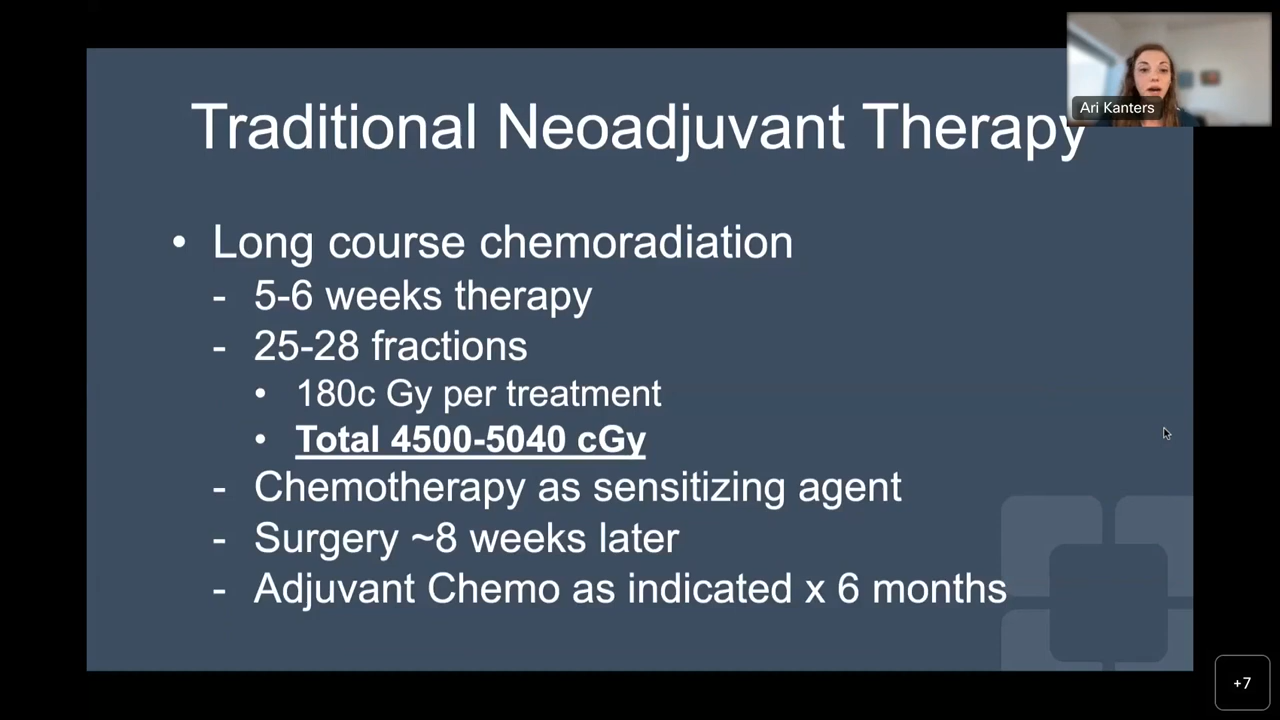 Ari Kanters
Traditional Neoadjuvant Therapy
• Long course chemoradiation
- 5-6 weeks therapy
- 25-28 fractions
• 180c Gy per treatment
• Total 4500-5040 cGy
- Chemotherapy as sensitizing agent
- Surgery ~8 weeks later
- Adjuvant Chemo as indicated x 6 months
+7